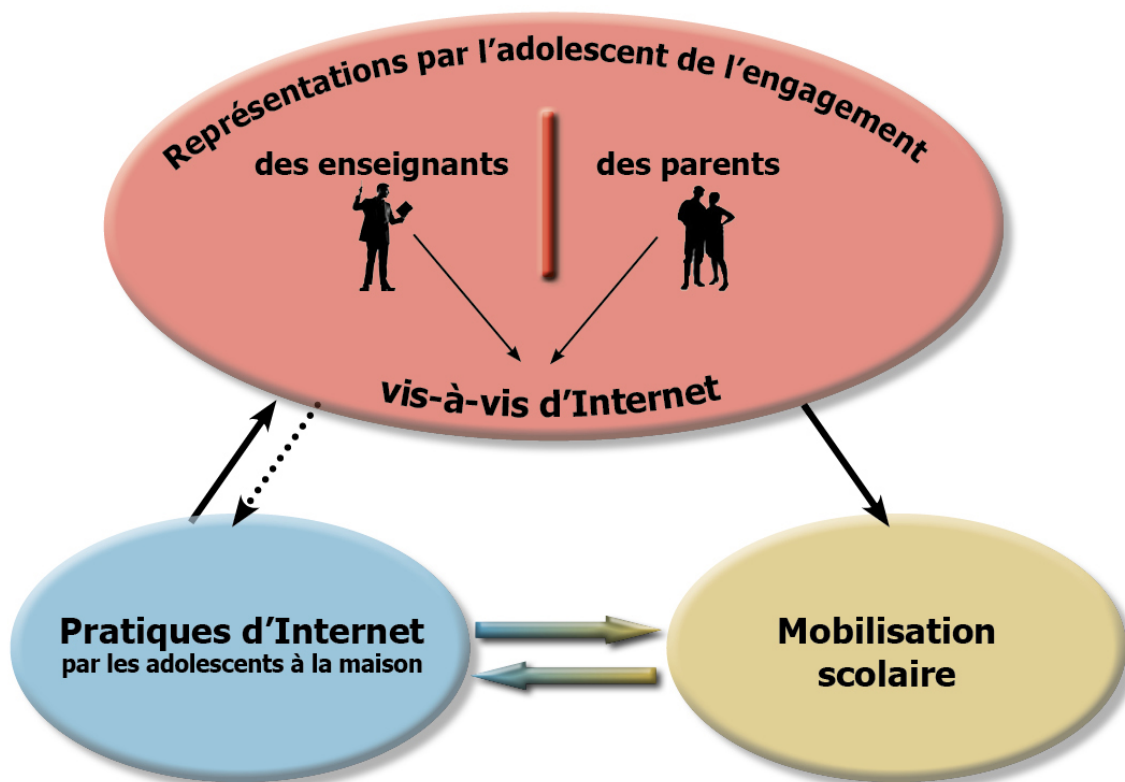 Représentations par l’adolescent de l’engagement
des enseignants
des parents
vis-à-vis d’Internet
Pratiques d’Internet
par les adolescents à la maison
Mobilisation
scolaire